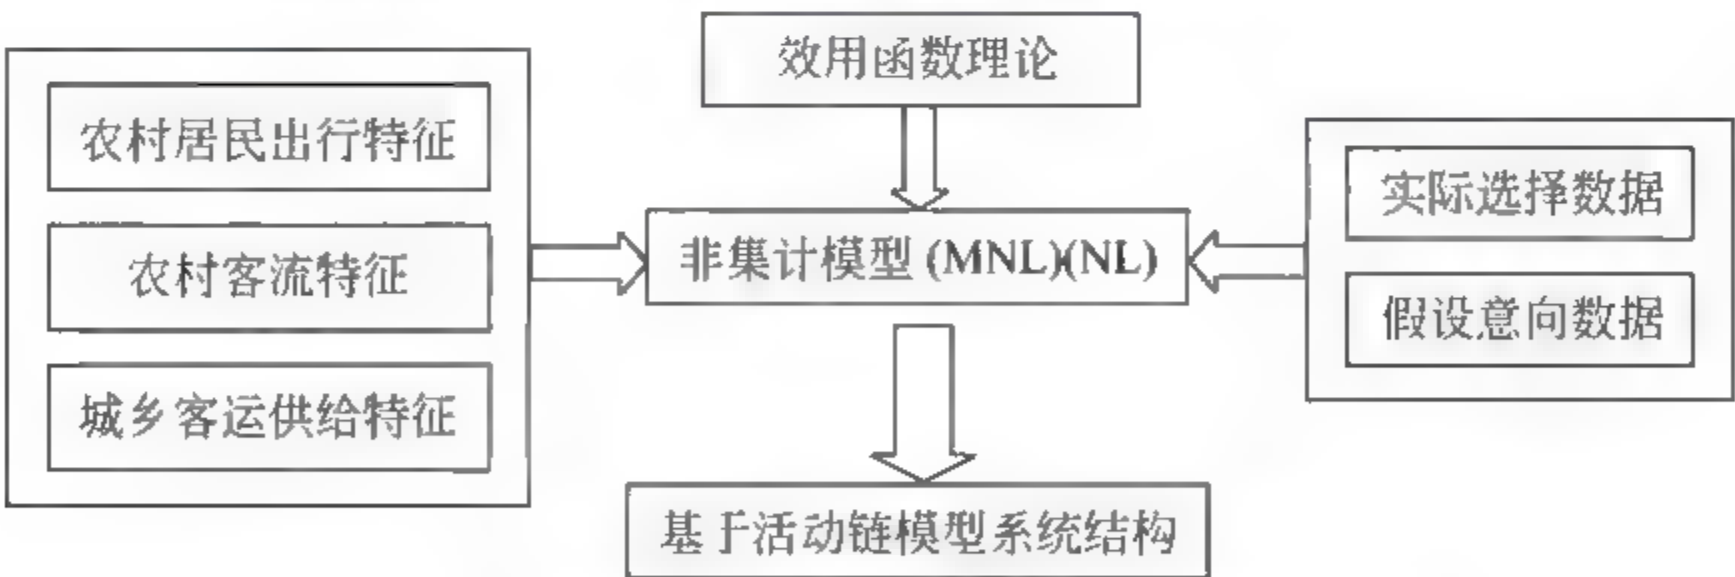 效用函数理论
农村居民出行特征
农村客流特征
城乡客运供给特征
非集计模型 (MNL)(NL)
实际选择数据
假设意向数据
基于活动链模型系统结构